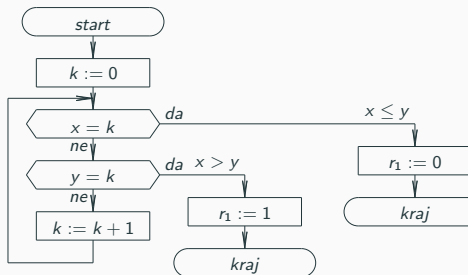 start
k := 0
x = k
da
x ≤ y
ne
y = k
da
x > y
r₁ := 0
ne
k := k + 1
r₁ := 1
kraj
kraj